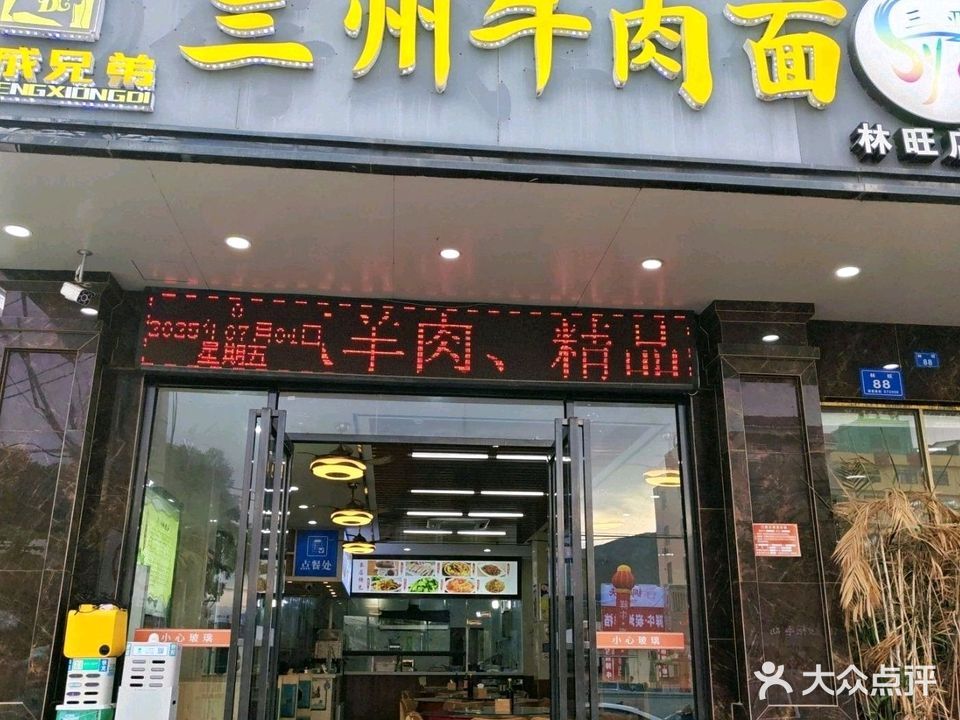 兰州牛肉面
成兄弟
ENGXIONGDI
林旺店
2025年07月04日
星期五
羊肉、精品
88
88
点餐处
小心玻璃
小心玻璃
大众点评